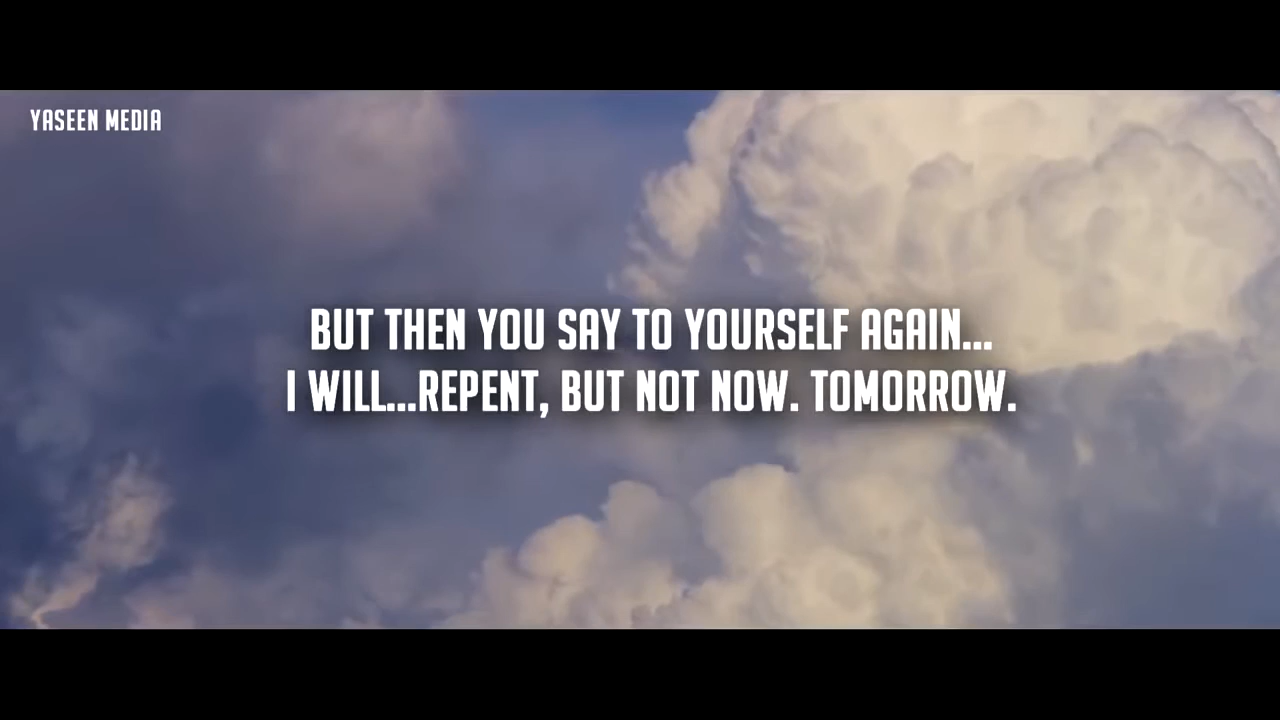 YASEEN MEDIA
BUT THEN YOU SAY TO YOURSELF AGAIN...
I WILL...REPENT, BUT NOT NOW. TOMORROW.